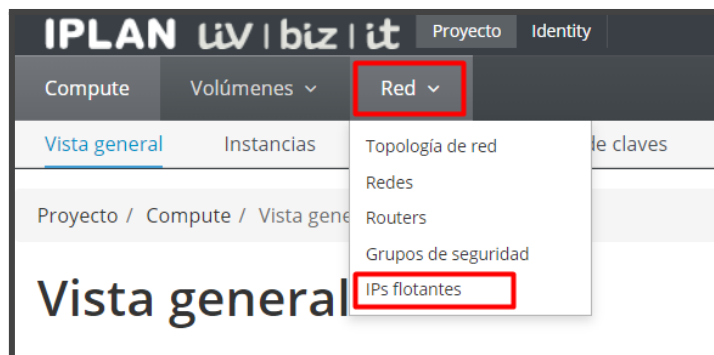 IPLAN liv | biz | it Proyecto Identity
Compute Volúmenes Red
Vista general Instancias de claves
Topología de red
Redes
Routers
Grupos de seguridad
IPs flotantes
Proyecto / Compute / Vista gene
Vista general